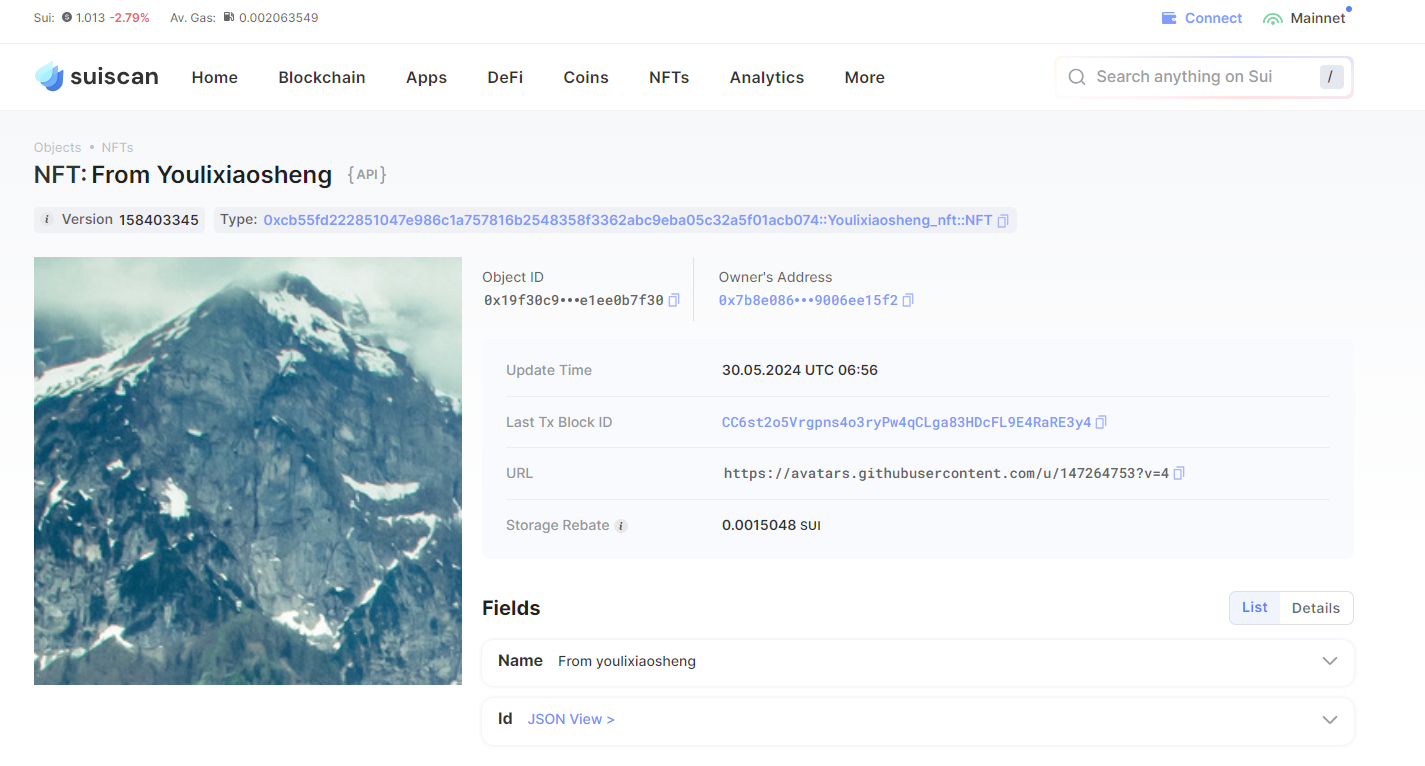 Sui: 1.013 -2.79% Av. Gas: 0.002063549 Connect Mainnet
suiscan Home Blockchain Apps DeFi Coins NFTs Analytics More Search anything on Sui /
Objects • NFTs
NFT: From Youlixiaosheng {API}
i Version 158403345 Type: 0xcb55fd222851047e986c1a757816b2548358f3362abc9eba05c32a5f01acb074::Youlixiaosheng_nft::NFT
Object ID Owner's Address
0x19f30c9•••e1ee0b7f30 0x7b8e086•••9006ee15f2
Update Time 30.05.2024 UTC 06:56
Last Tx Block ID CC6st2o5Vrgpns4o3ryPw4qCLga83HDcFL9E4RaRE3y4
URL https://avatars.githubusercontent.com/u/147264753?v=4
Storage Rebate i 0.0015048 SUI
Fields List Details
Name From youlixiaosheng
Id JSON View >